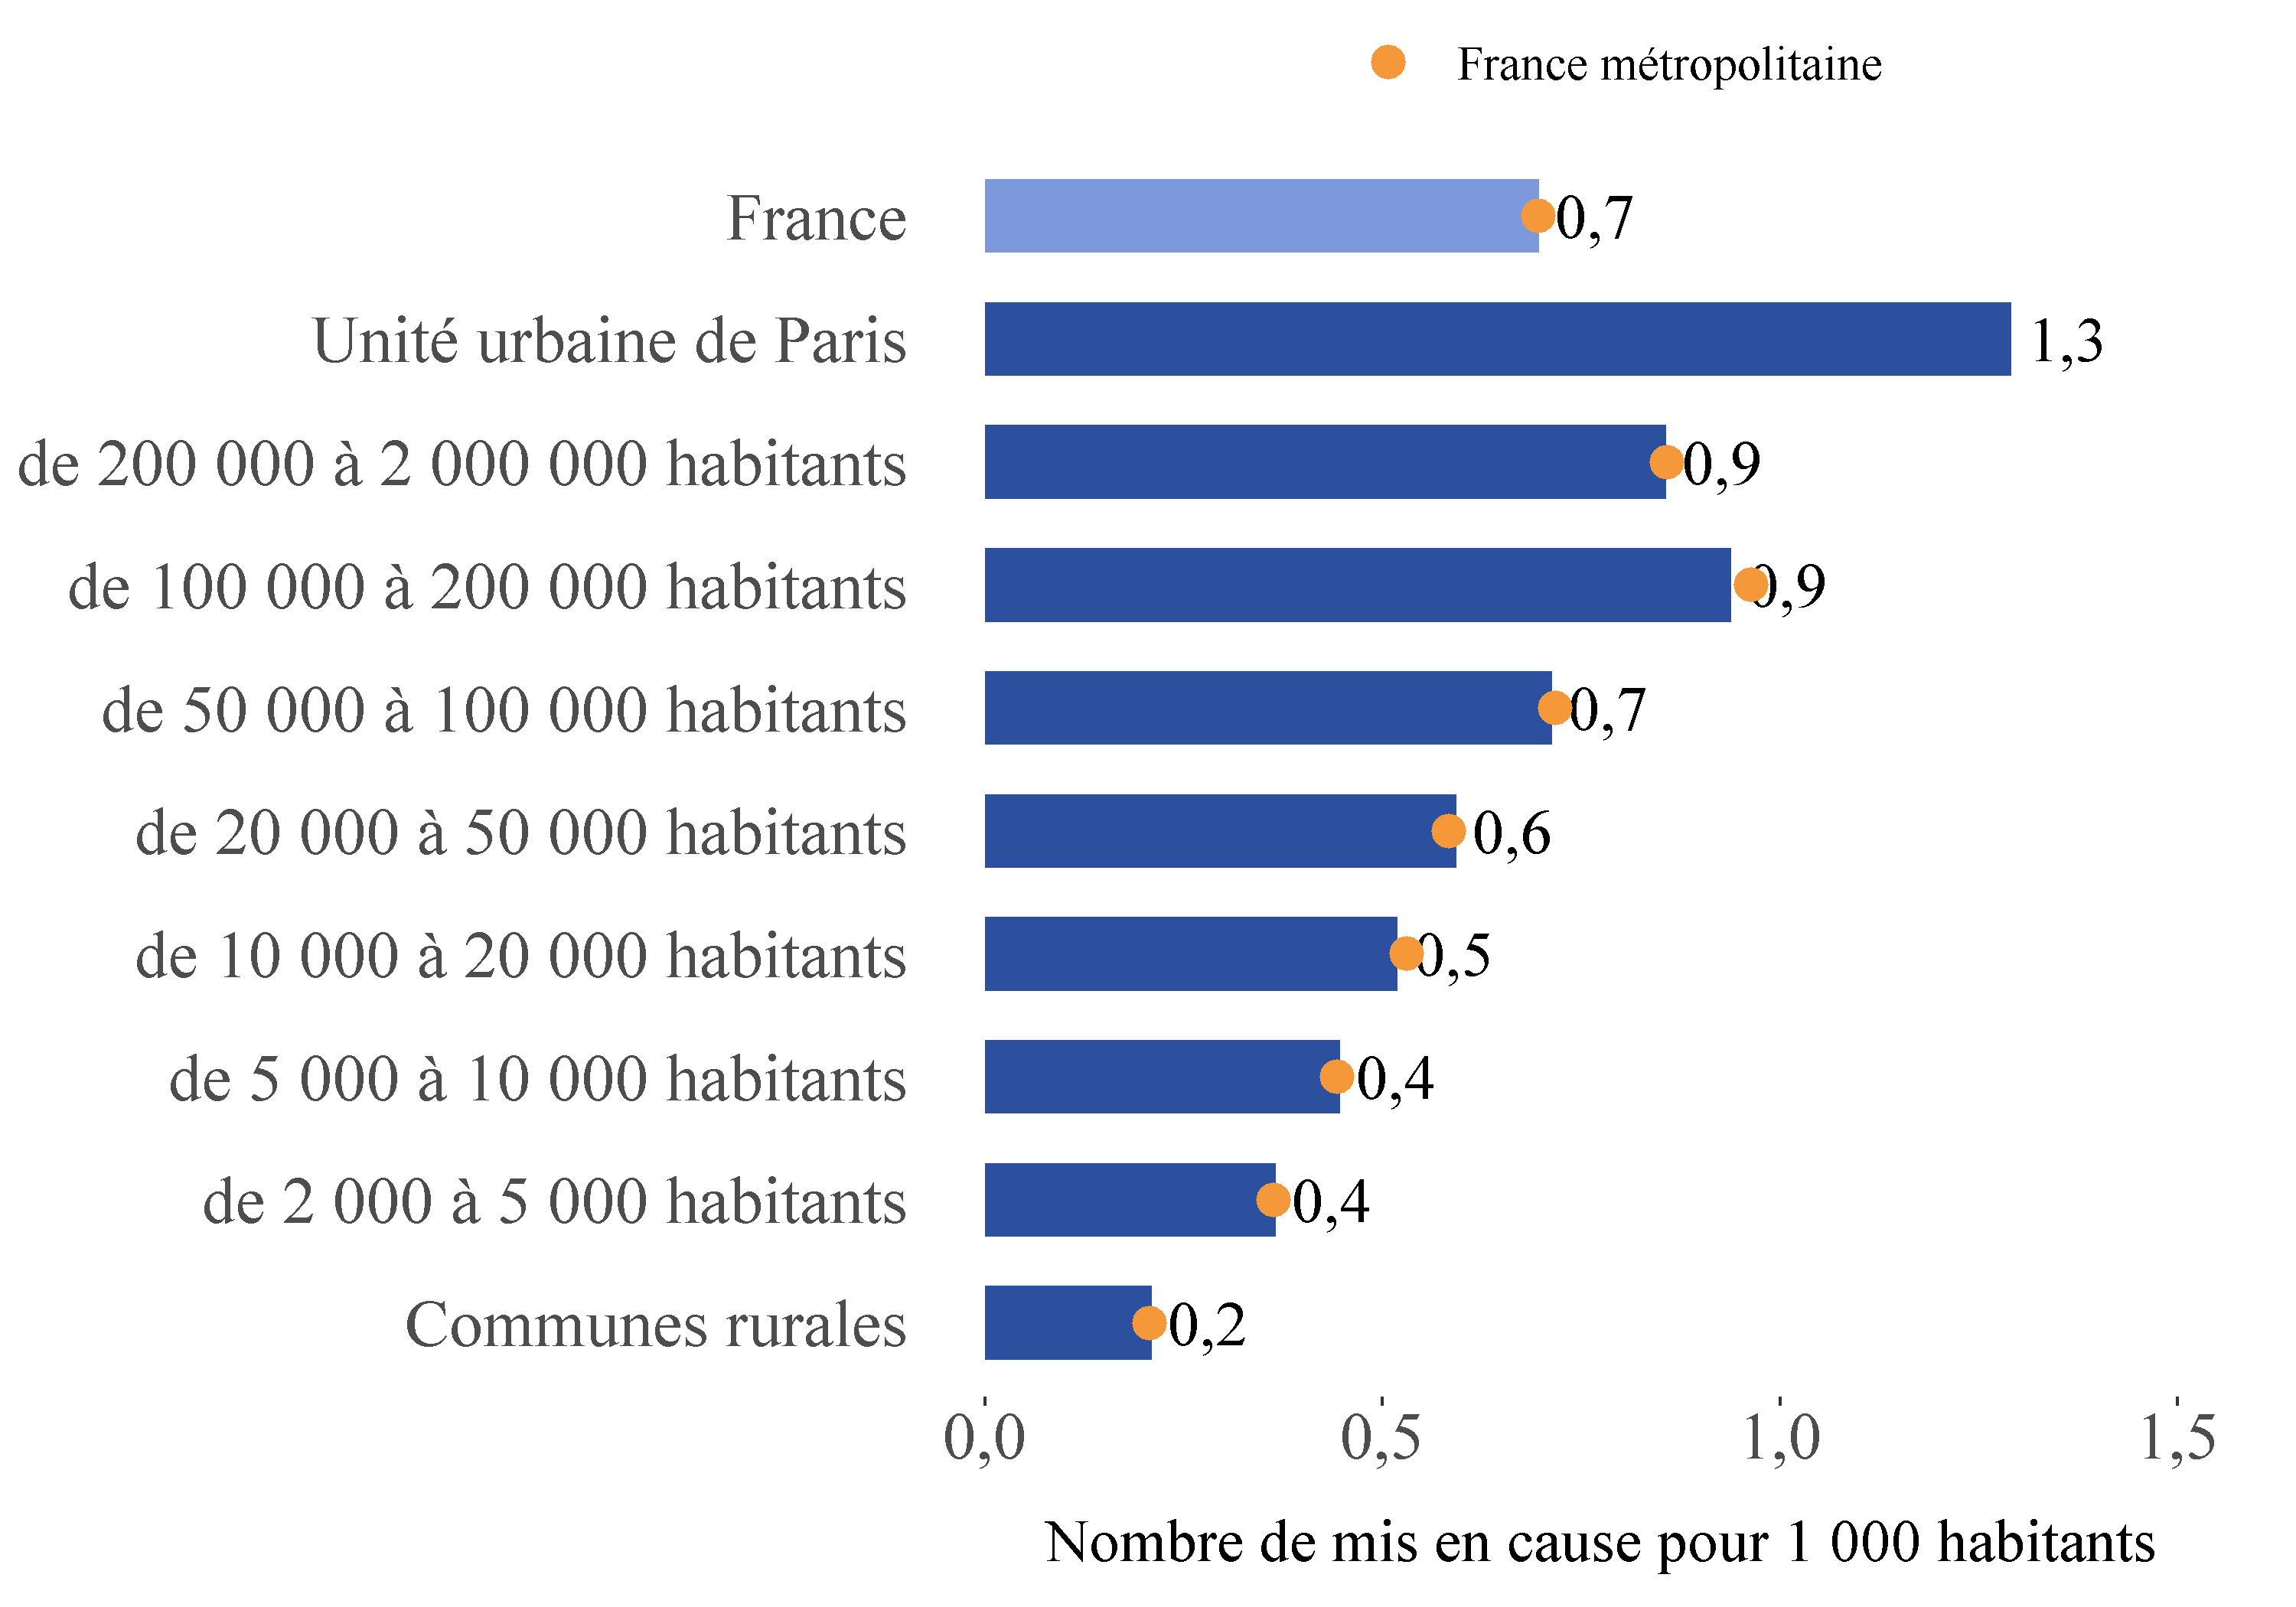 France métropolitaine
France 0,7
Unité urbaine de Paris 1,3
de 200 000 à 2 000 000 habitants 0,9
de 100 000 à 200 000 habitants 0,9
de 50 000 à 100 000 habitants 0,7
de 20 000 à 50 000 habitants 0,6
de 10 000 à 20 000 habitants 0,5
de 5 000 à 10 000 habitants 0,4
de 2 000 à 5 000 habitants 0,4
Communes rurales 0,2
0,0 0,5 1,0 1,5
Nombre de mis en cause pour 1 000 habitants